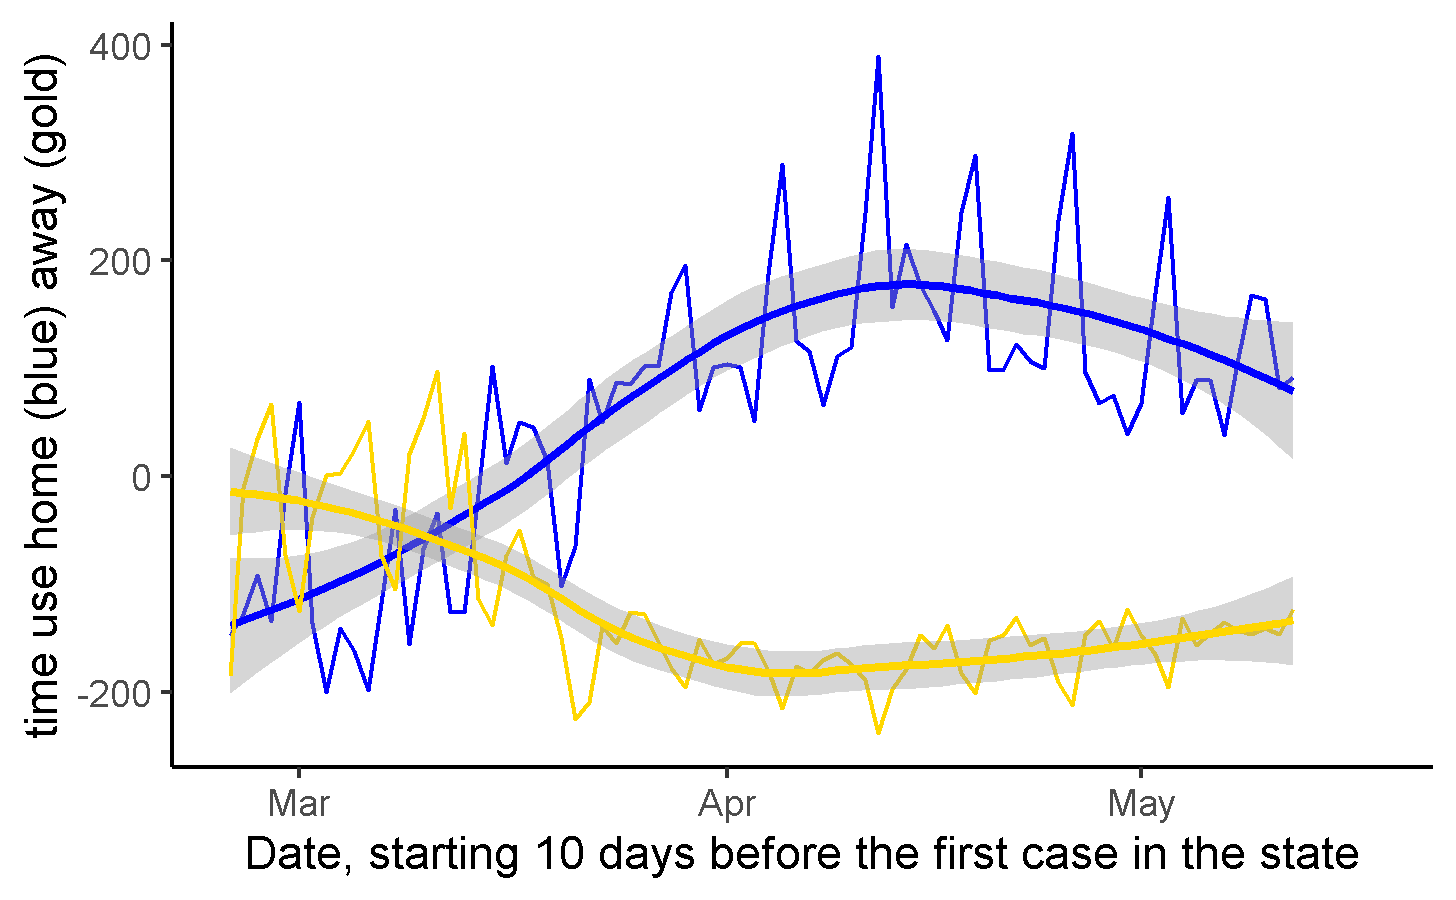 time use home (blue) away (gold)
400
200
0
-200
Mar
Apr
May
Date, starting 10 days before the first case in the state